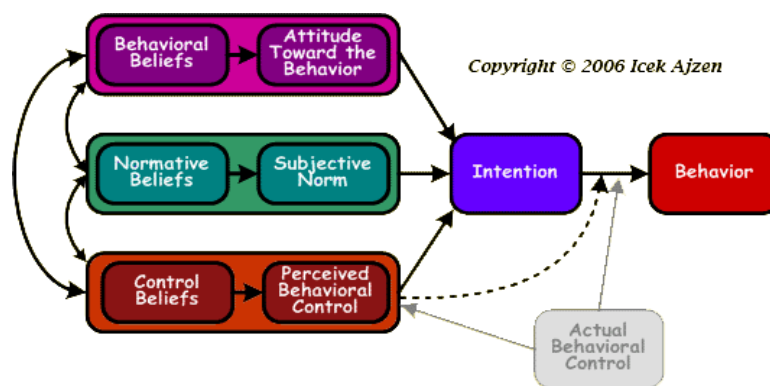 Behavioral
Beliefs
Attitude
Toward the
Behavior
Copyright © 2006 Icek Ajzen
Normative
Beliefs
Subjective
Norm
Intention
Behavior
Control
Beliefs
Perceived
Behavioral
Control
Actual
Behavioral
Control